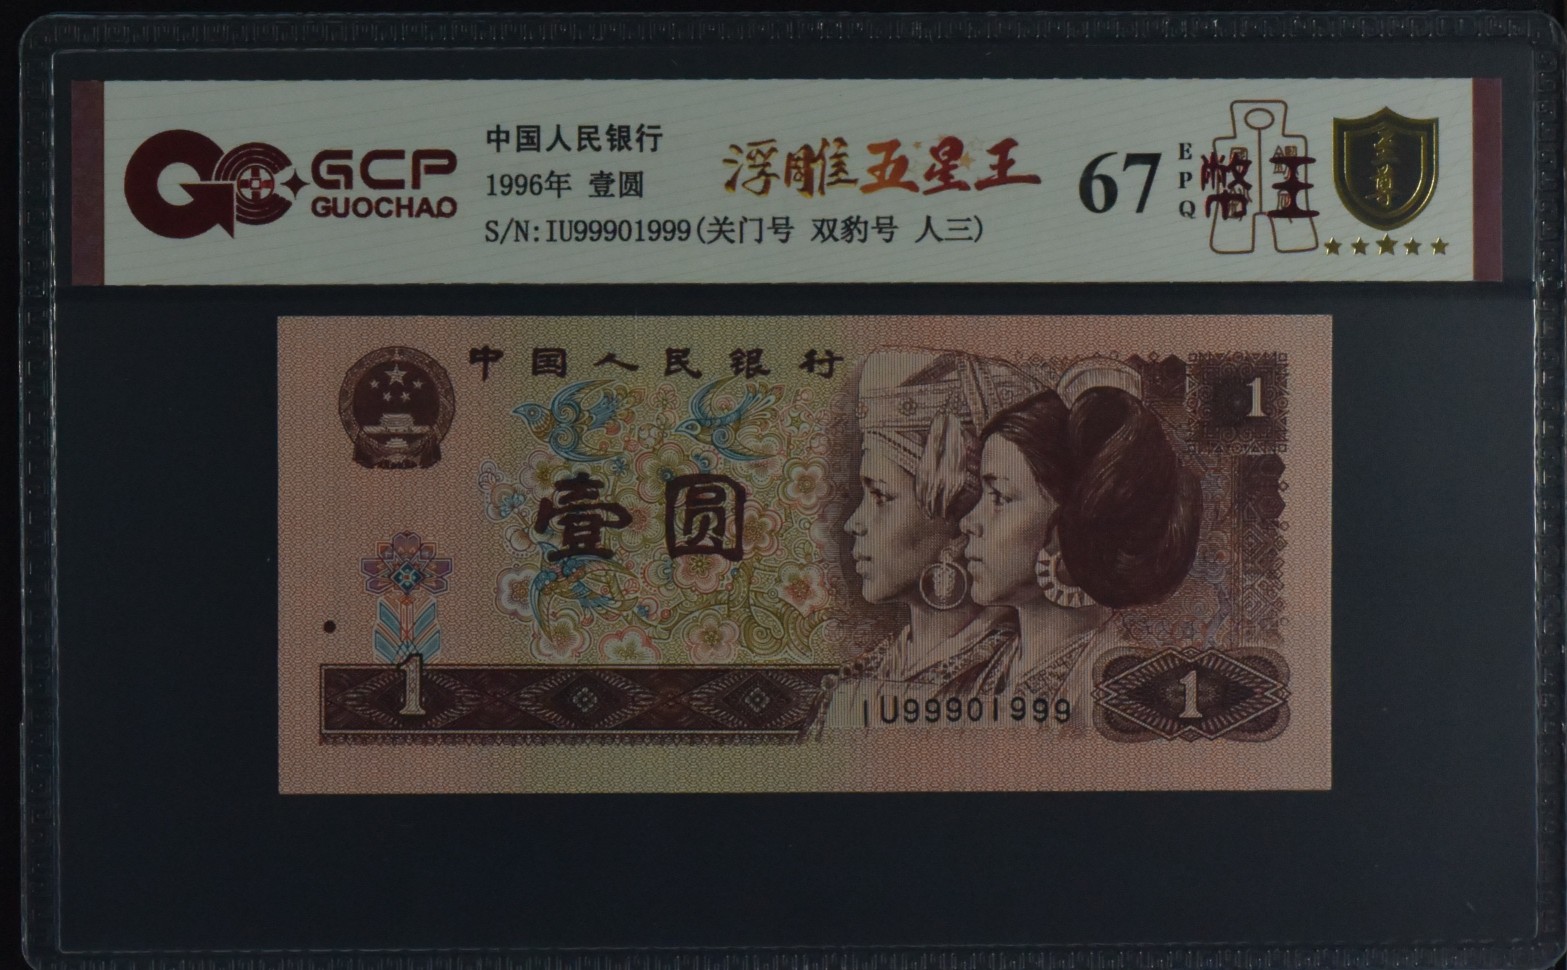 GCP
GUOCHAO
中国人民银行
1996年 壹圆
S/N:IU99901999(关门号 双豹号 人三)
浮雕五星王
67
EPQ
至尊
中国人民银行
1
壹圆
1
IU99901999
1